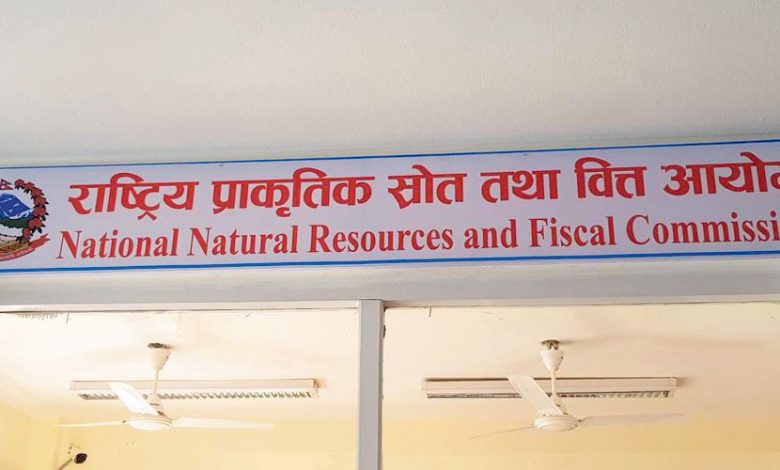 राष्ट्रिय प्राकृतिक स्रोत तथा वित्त आयो
National Natural Resources and Fiscal Commissi